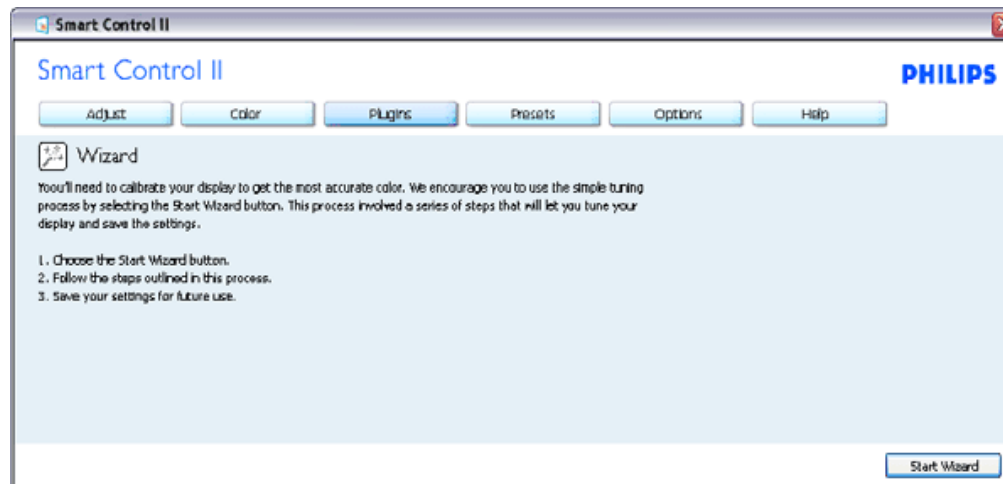 Smart Control II
Smart Control II
PHILIPS
Adjust Color Plugins Presets Options Help
Wizard
Yoou'll need to calibrate your display to get the most accurate color. We encourage you to use the simple tuning
process by selecting the Start Wizard button. This process involved a series of steps that will let you tune your
display and save the settings.
1. Choose the Start Wizard button.
2. Follow the steps outlined in this process.
3. Save your settings for future use.
Start Wizard